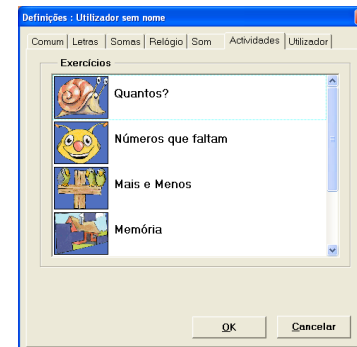 Definições : Utilizador sem nome
Comum Letras Somas Relógio Som Actividades Utilizador
Exercícios
Quantos?
Números que faltam
Mais e Menos
Memória
OK Cancelar